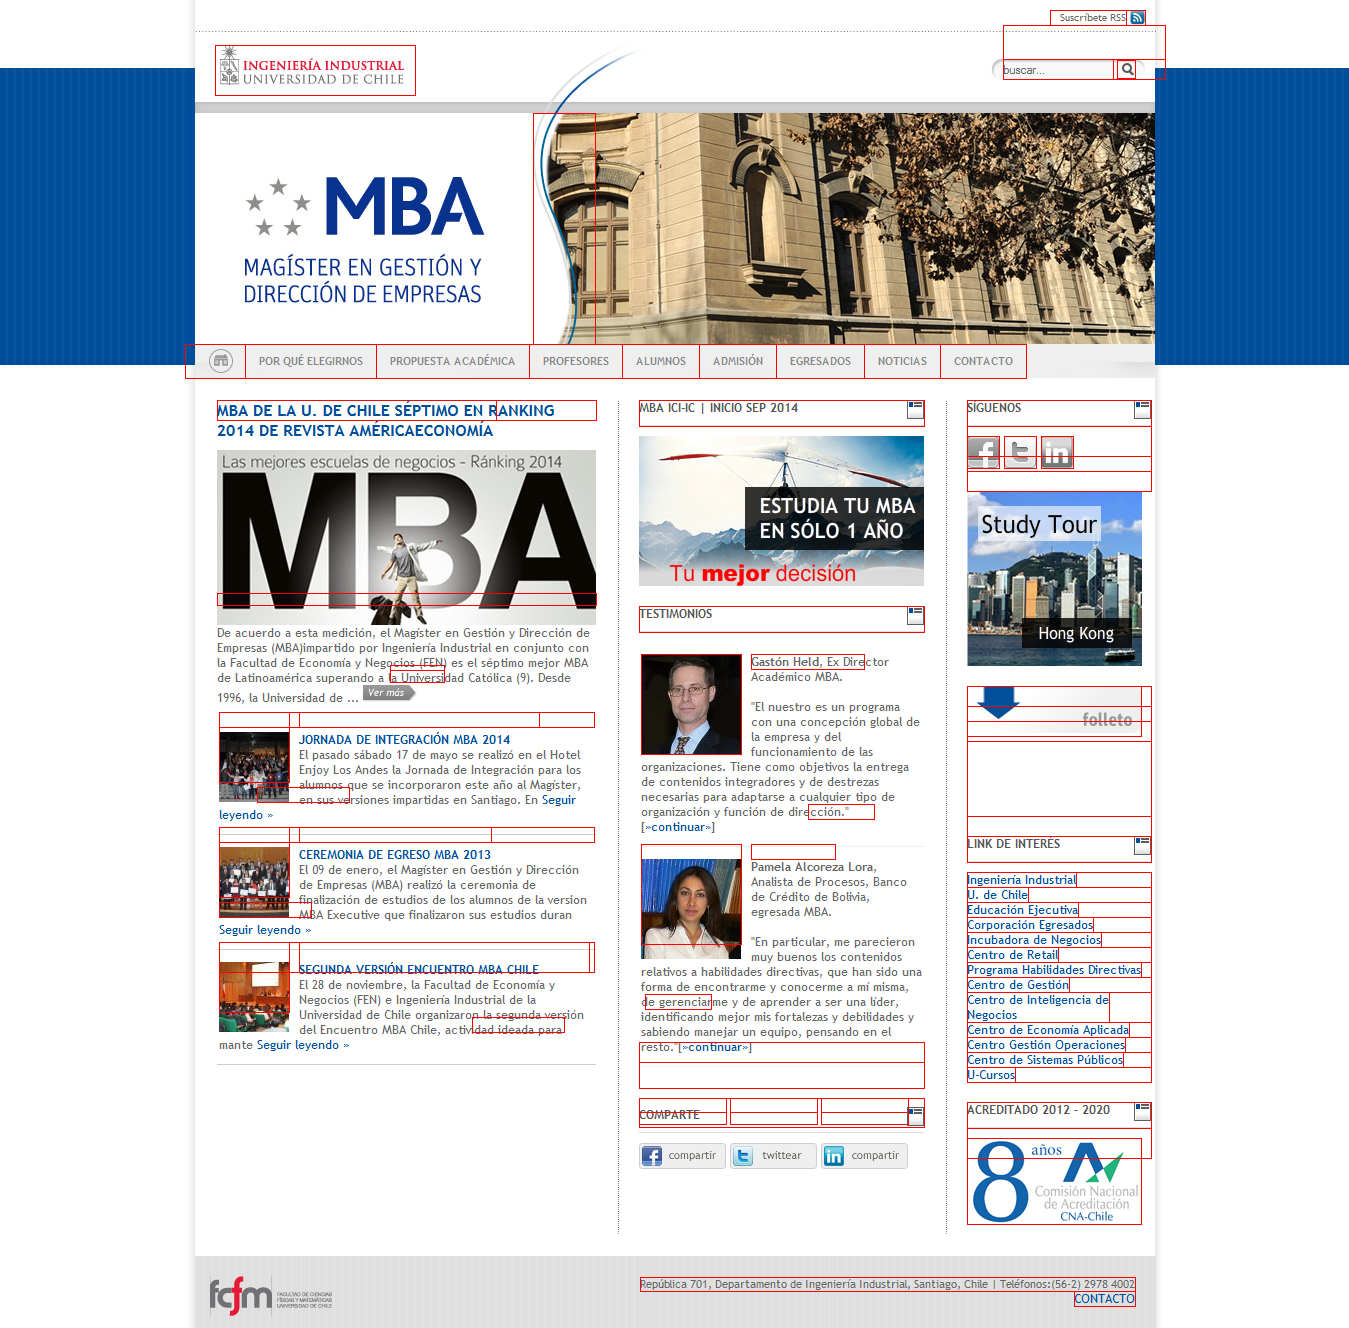 Suscríbete RSS
INGENIERÍA INDUSTRIAL
UNIVERSIDAD DE CHILE
buscar...
MBA
MAGÍSTER EN GESTIÓN Y
DIRECCIÓN DE EMPRESAS
POR QUÉ ELEGIRNOS PROPUESTA ACADÉMICA PROFESORES ALUMNOS ADMISIÓN EGRESADOS NOTICIAS CONTACTO
MBA DE LA U. DE CHILE SÉPTIMO EN RANKING
2014 DE REVISTA AMÉRICAECONOMÍA
Las mejores escuelas de negocios - Ránking 2014
MBA
De acuerdo a esta medición, el Magíster en Gestión y Dirección de
Empresas (MBA)impartido por Ingeniería Industrial en conjunto con
la Facultad de Economía y Negocios (FEN) es el séptimo mejor MBA
de Latinoamérica superando a la Universidad Católica (9). Desde
1996, la Universidad de ... Ver más
JORNADA DE INTEGRACIÓN MBA 2014
El pasado sábado 17 de mayo se realizó en el Hotel
Enjoy Los Andes la Jornada de Integración para los
alumnos que se incorporaron este año al Magíster,
en sus versiones impartidas en Santiago. En Seguir
leyendo »
CEREMONIA DE EGRESO MBA 2013
El 09 de enero, el Magíster en Gestión y Dirección
de Empresas (MBA) realizó la ceremonia de
finalización de estudios de los alumnos de la version
MBA Executive que finalizaron sus estudios duran
Seguir leyendo »
SEGUNDA VERSIÓN ENCUENTRO MBA CHILE
El 28 de noviembre, la Facultad de Economía y
Negocios (FEN) e Ingeniería Industrial de la
Universidad de Chile organizaron la segunda versión
del Encuentro MBA Chile, actividad ideada para
mante Seguir leyendo »
MBA ICI-IC | INICIO SEP 2014
ESTUDIA TU MBA
EN SÓLO 1 AÑO
Tu mejor decisión
TESTIMONIOS
Gastón Held, Ex Director
Académico MBA.
"El nuestro es un programa
con una concepción global de
la empresa y del
funcionamiento de las
organizaciones. Tiene como objetivos la entrega
de contenidos integradores y de destrezas
necesarias para adaptarse a cualquier tipo de
organización y función de dirección."
[»continuar»]
Pamela Alcoreza Lora,
Analista de Procesos, Banco
de Crédito de Bolivia,
egresada MBA.
"En particular, me parecieron
muy buenos los contenidos
relativos a habilidades directivas, que han sido una
forma de encontrarme y conocerme a mí misma,
de gerenciarme y de aprender a ser una líder,
identificando mejor mis fortalezas y debilidades y
sabiendo manejar un equipo, pensando en el
resto."[»continuar»]
COMPARTE
compartir twittear compartir
SÍGUENOS
Study Tour
Hong Kong
folleto
LINK DE INTERÉS
Ingeniería Industrial
U. de Chile
Educación Ejecutiva
Corporación Egresados
Incubadora de Negocios
Centro de Retail
Programa Habilidades Directivas
Centro de Gestión
Centro de Inteligencia de
Negocios
Centro de Economía Aplicada
Centro Gestión Operaciones
Centro de Sistemas Públicos
U-Cursos
ACREDITADO 2012 - 2020
8 años
Comisión Nacional
de Acreditación
CNA-Chile
fcfm
FACULTAD DE CIENCIAS
FÍSICAS Y MATEMÁTICAS
UNIVERSIDAD DE CHILE
República 701, Departamento de Ingeniería Industrial, Santiago, Chile | Teléfonos:(56-2) 2978 4002
CONTACTO